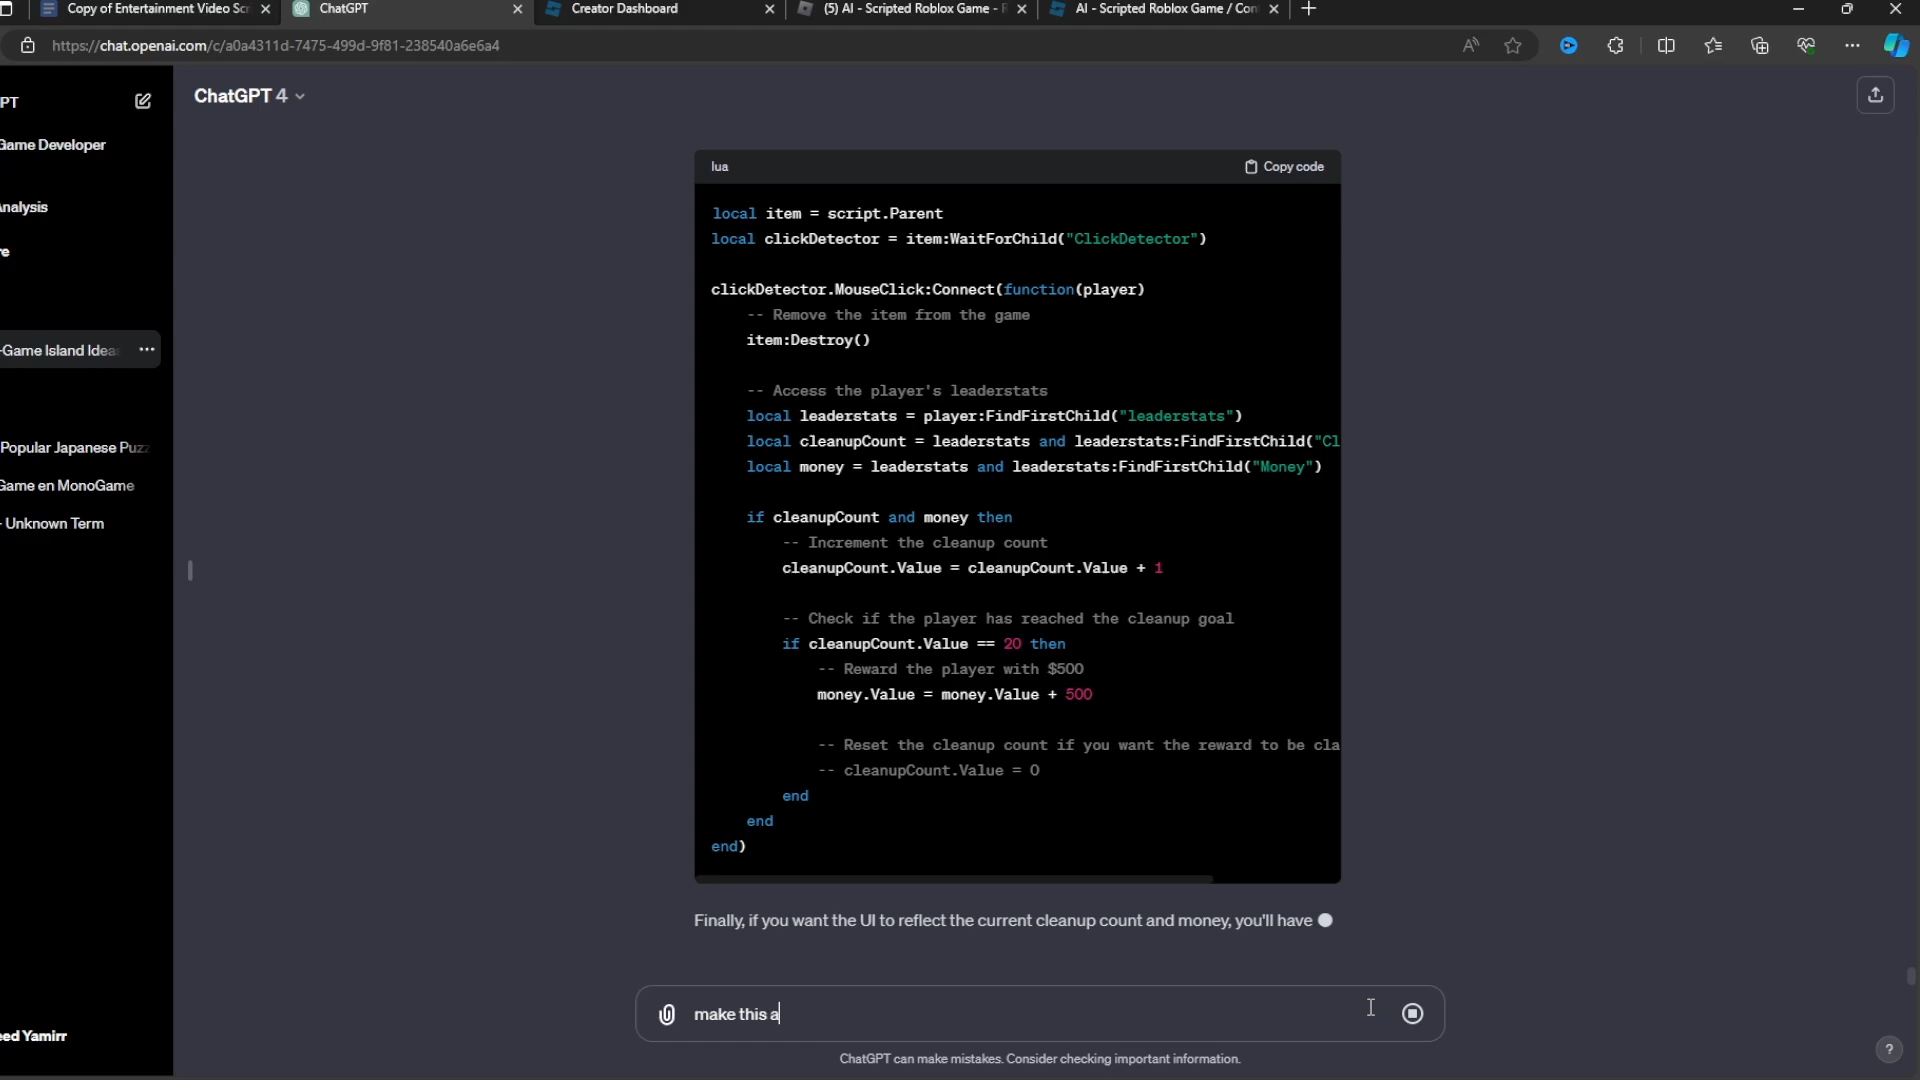 Copy of Entertainment Video Sc
ChatGPT
Creator Dashboard
(5) AI - Scripted Roblox Game -
AI - Scripted Roblox Game / Con
https://chat.openai.com/c/a0a4311d-7475-499d-9f81-238540a6e6a4
PT
ChatGPT 4
Game Developer
Analysis
re
-Game Island Ideas
Popular Japanese Puzz
Game en MonoGame
- Unknown Term
eed Yamirr
lua
Copy code
local item = script.Parent
local clickDetector = item:WaitForChild("ClickDetector")
clickDetector.MouseClick:Connect(function(player)
-- Remove the item from the game
item:Destroy()
-- Access the player's leaderstats
local leaderstats = player:FindFirstChild("leaderstats")
local cleanupCount = leaderstats and leaderstats:FindFirstChild("Cl
local money = leaderstats and leaderstats:FindFirstChild("Money")
if cleanupCount and money then
-- Increment the cleanup count
cleanupCount.Value = cleanupCount.Value + 1
-- Check if the player has reached the cleanup goal
if cleanupCount.Value == 20 then
-- Reward the player with $500
money.Value = money.Value + 500
-- Reset the cleanup count if you want the reward to be cla
-- cleanupCount.Value = 0
end
end
end)
Finally, if you want the UI to reflect the current cleanup count and money, you'll have
make this a
ChatGPT can make mistakes. Consider checking important information.
?